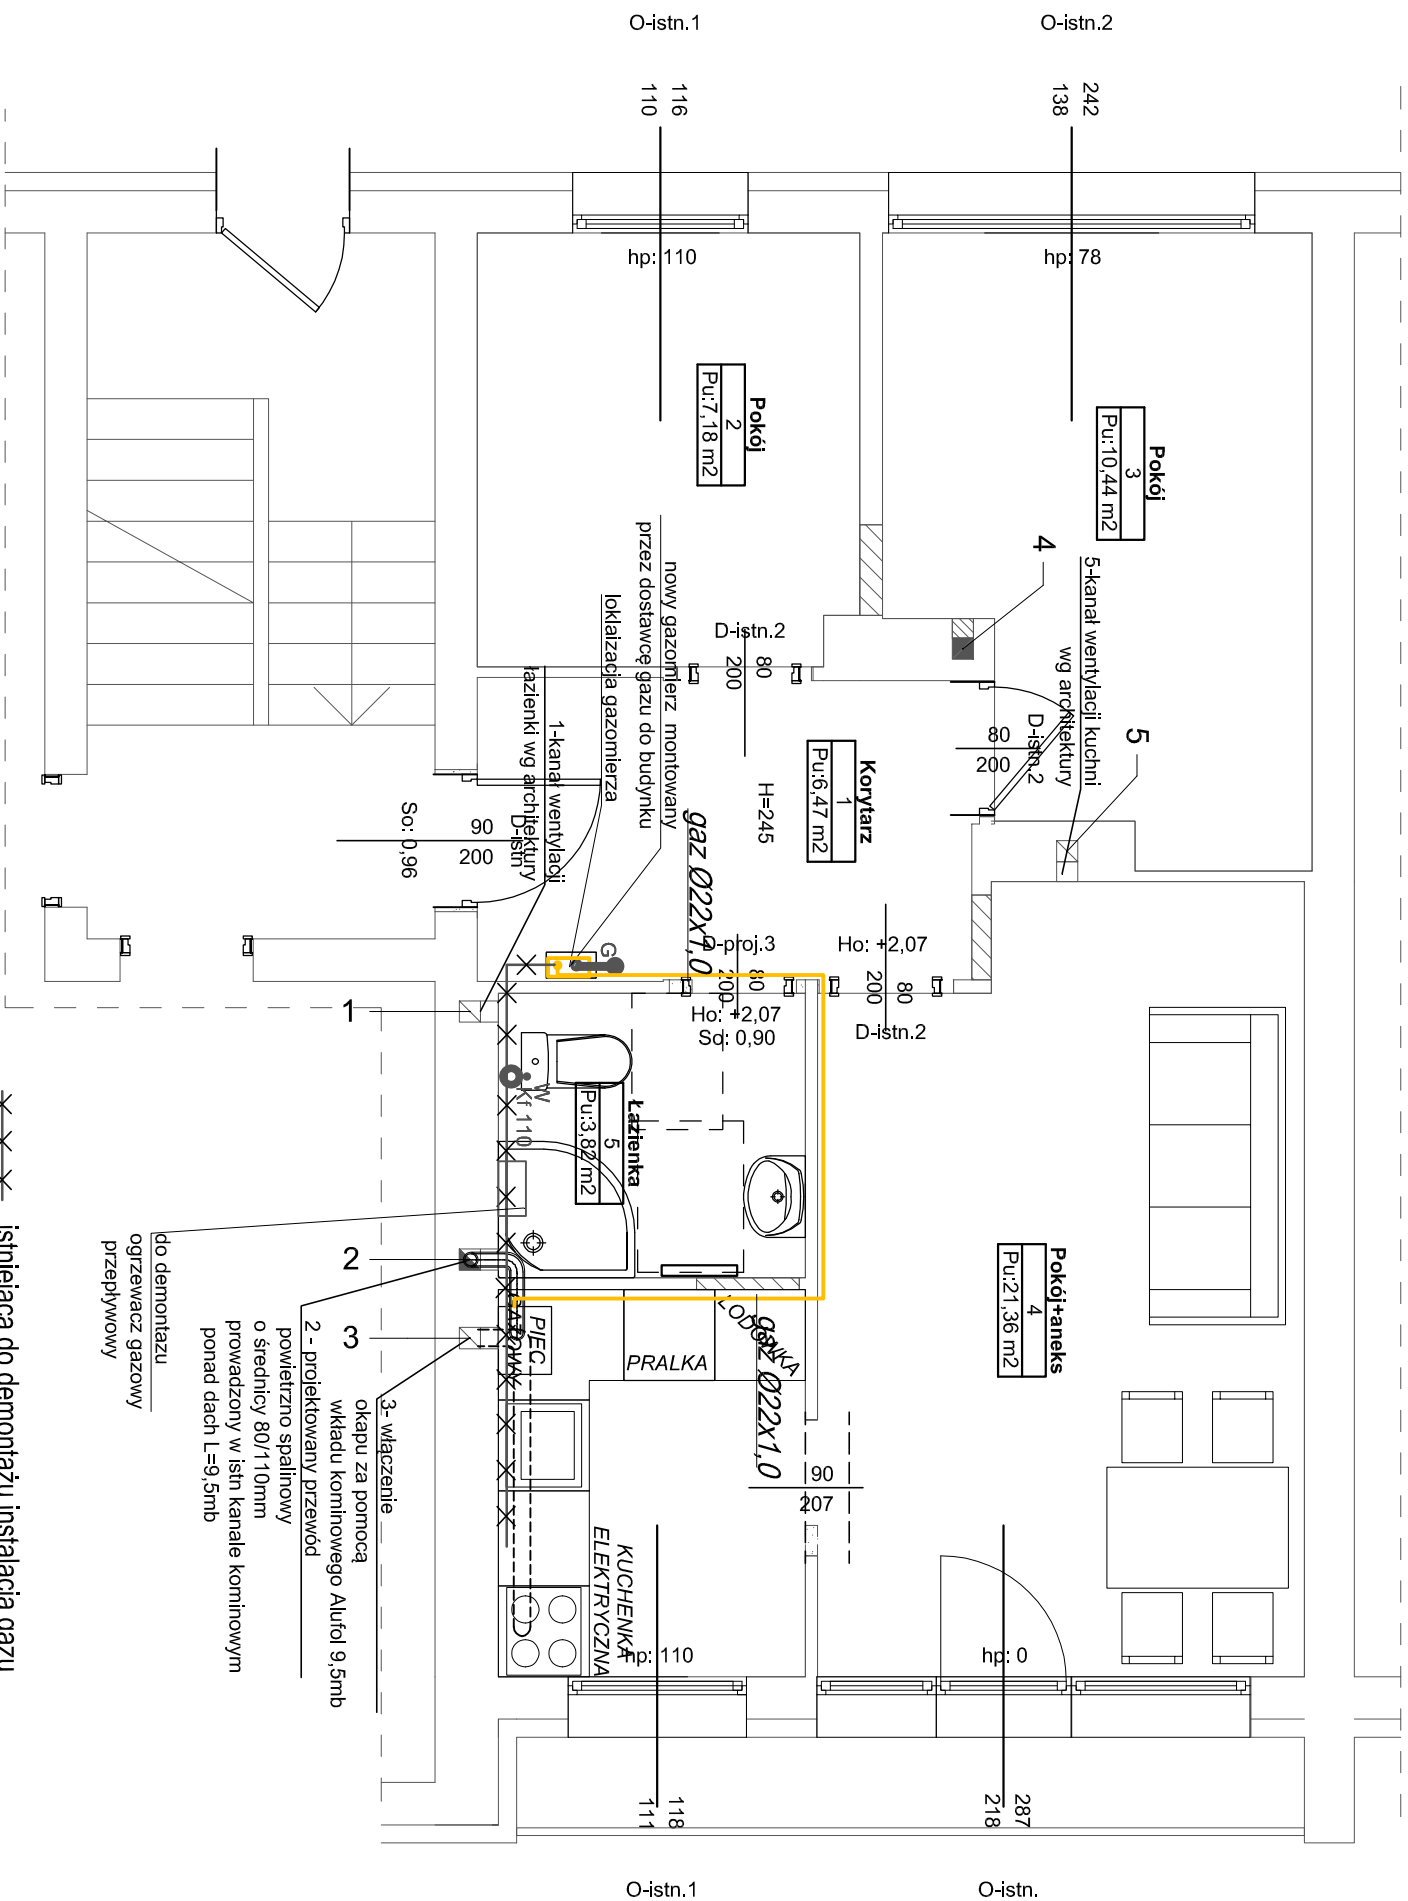 O-istn.1
O-istn.2
116
110
242
138
hp: 110
hp: 78
Pokój
2
Pu:7,18 m2
Pokój
3
Pu:10,44 m2
4
5-kanał wentylacji kuchni
wg architektury
5
nowy gazomierz montowany
przez dostawcę gazu do budynku
loklaizacja gazomierza
1-kanał wentylacji
łazienki wg architektury
D-istn.2
80
200
80
200
D-istn.2
Korytarz
1
Pu:6,47 m2
H=245
gaz Ø22x1,0
90
200
D-istn
So: 0,96
G
D-proj.3
80
200
Ho: +2,07
So: 0,90
Ho: +2,07
80
200
D-istn.2
1
W
Kf 110
Łazienka
5
Pu:3,82 m2
2
3
do demontażu
ogrzewacz gazowy
przepływowy
2 - projektowany przewód
powietrzno spalinowy
o średnicy 80/110mm
prowadzony w istn kanale kominowym
ponad dach L=9,5mb
3- włączenie
okapu za pomocą
wkładu kominowego Alufol 9,5mb
PIEC
GAZOWY
PRALKA
LODÓWKA
gaz Ø22x1,0
Pokój+aneks
4
Pu:21,36 m2
90
207
KUCHENKA
ELEKTRYCZNA
hp: 110
hp: 0
118
111
287
218
O-istn.1
O-istn.
istniejąca do demontażu instalacja gazu